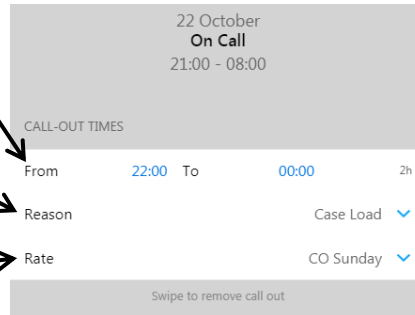 22 October
On Call
21:00 - 08:00
CALL-OUT TIMES
From 22:00 To 00:00 2h
Reason Case Load
Rate CO Sunday
Swipe to remove call out